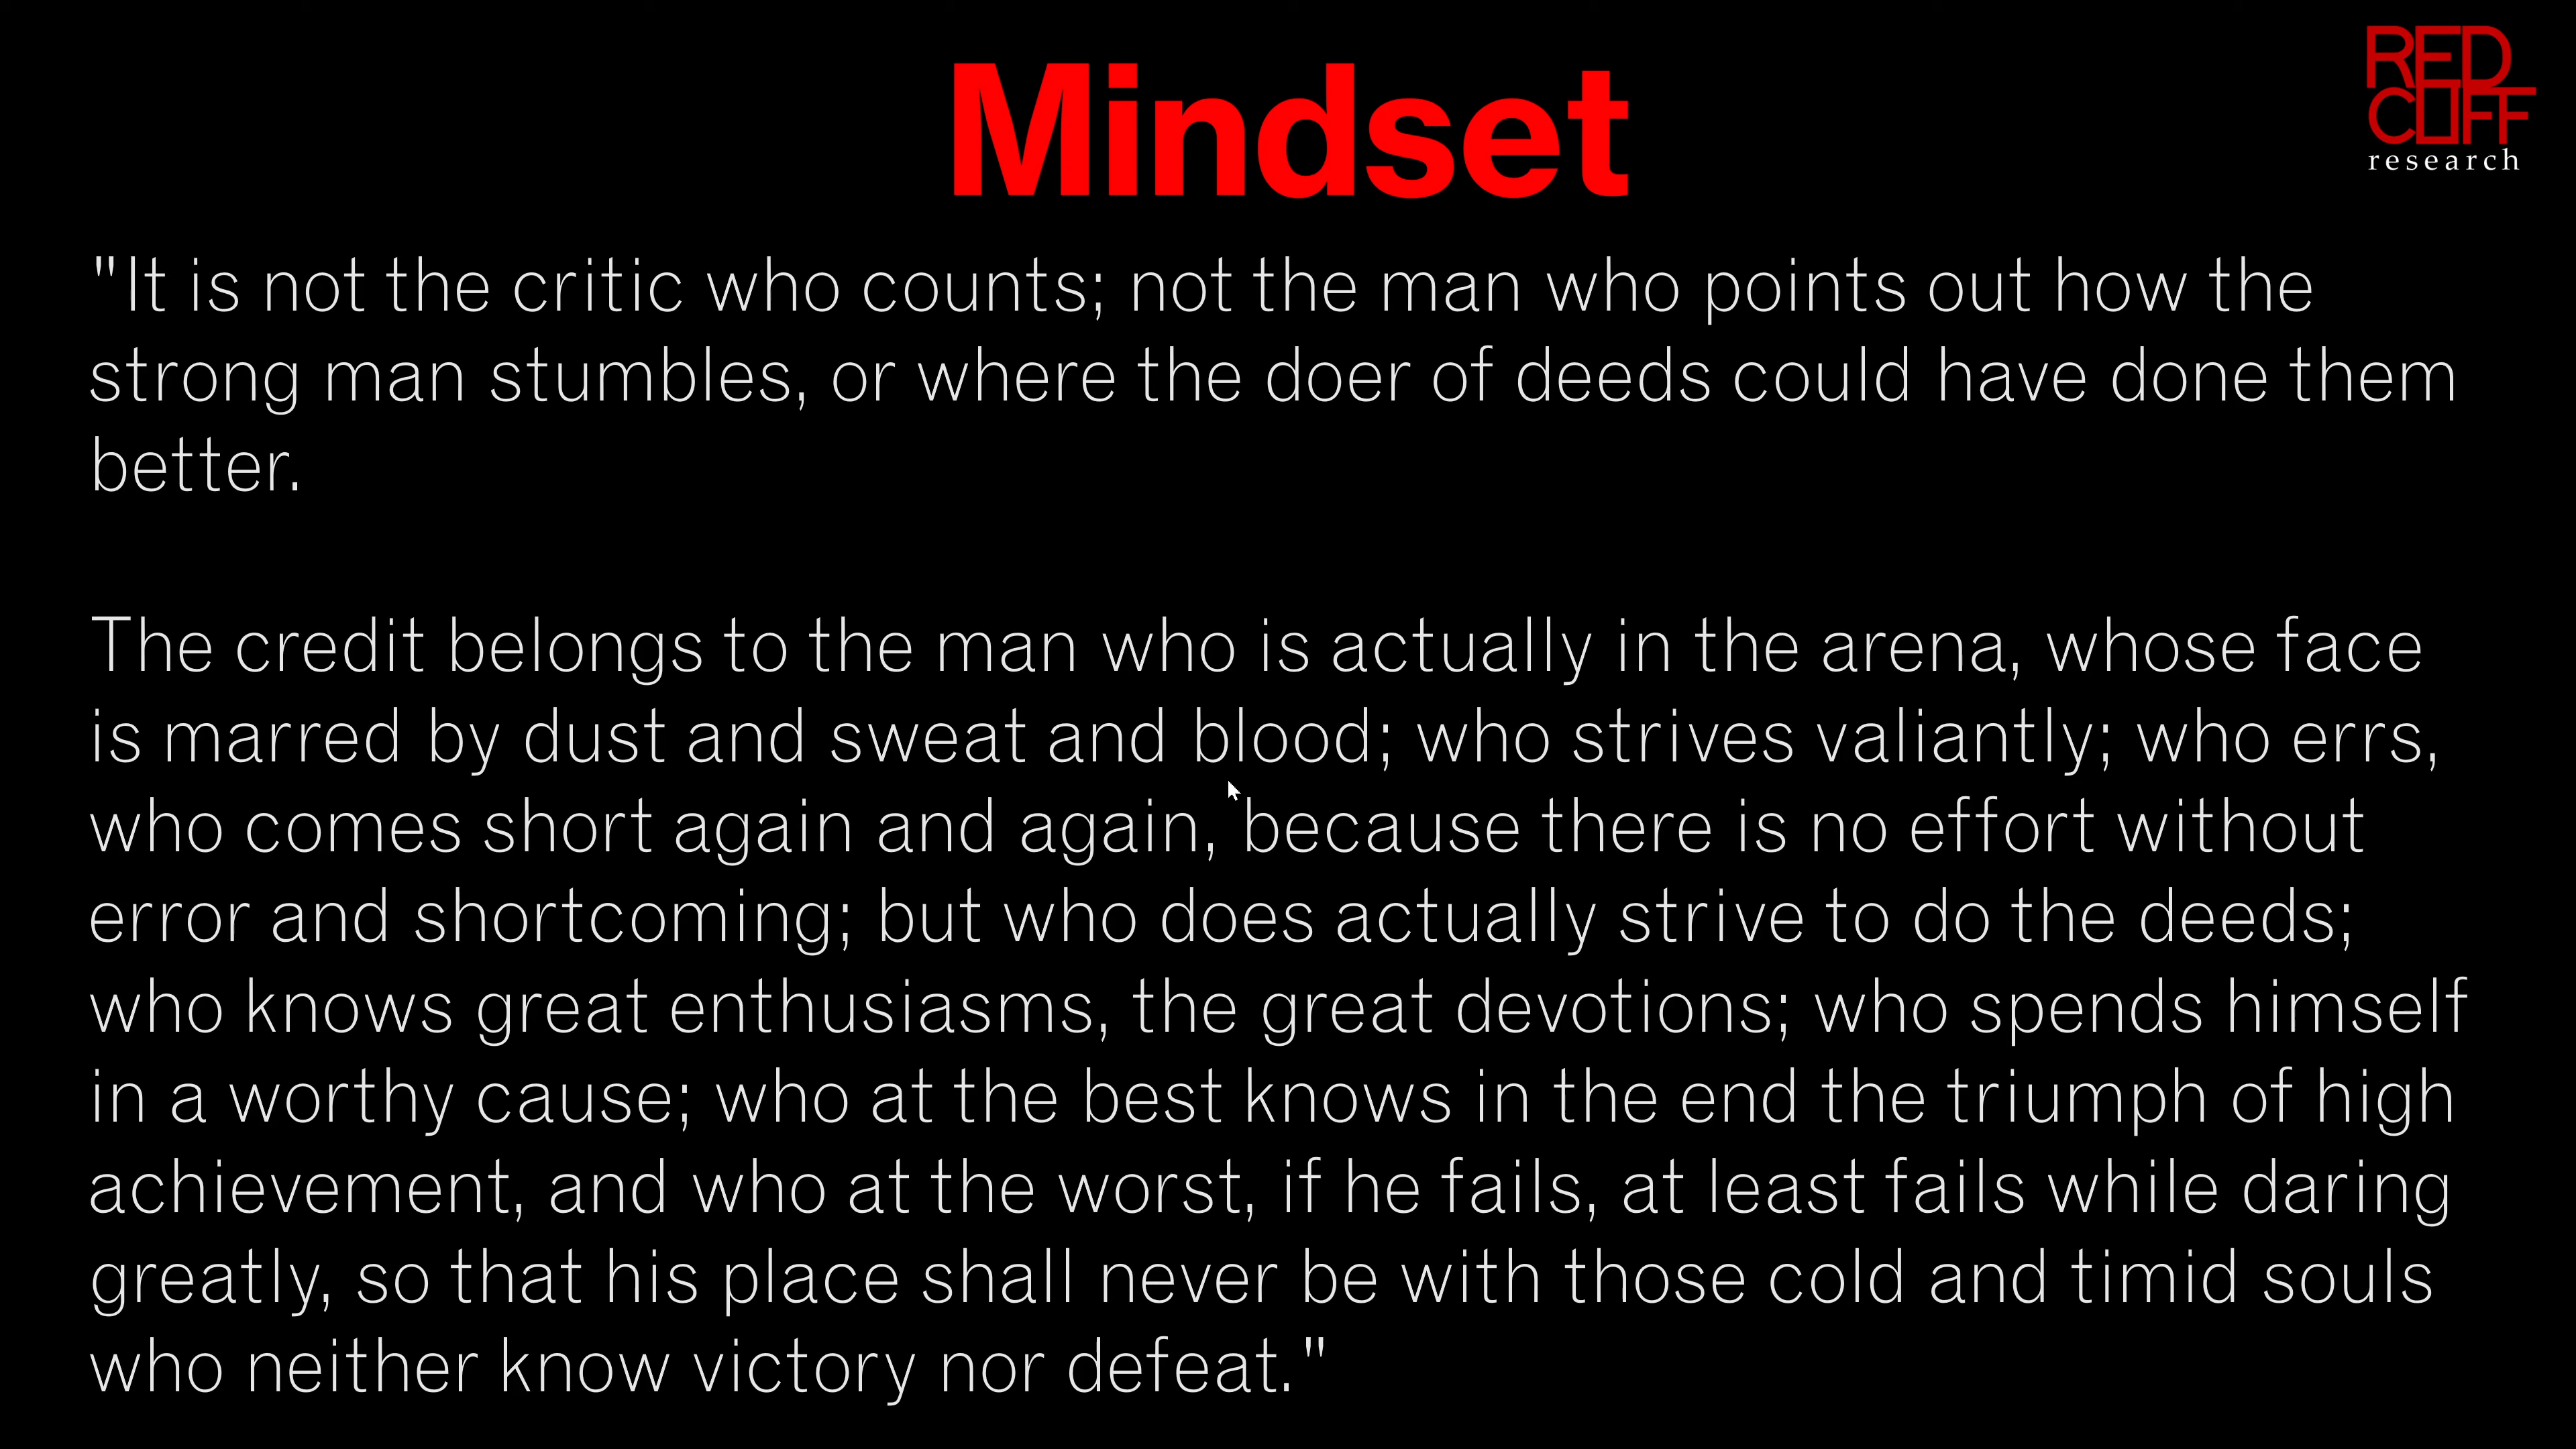 Mindset
RED
CLIFF
research
"It is not the critic who counts; not the man who points out how the
strong man stumbles, or where the doer of deeds could have done them
better.
The credit belongs to the man who is actually in the arena, whose face
is marred by dust and sweat and blood; who strives valiantly; who errs,
who comes short again and again, because there is no effort without
error and shortcoming; but who does actually strive to do the deeds;
who knows great enthusiasms, the great devotions; who spends himself
in a worthy cause; who at the best knows in the end the triumph of high
achievement, and who at the worst, if he fails, at least fails while daring
greatly, so that his place shall never be with those cold and timid souls
who neither know victory nor defeat."